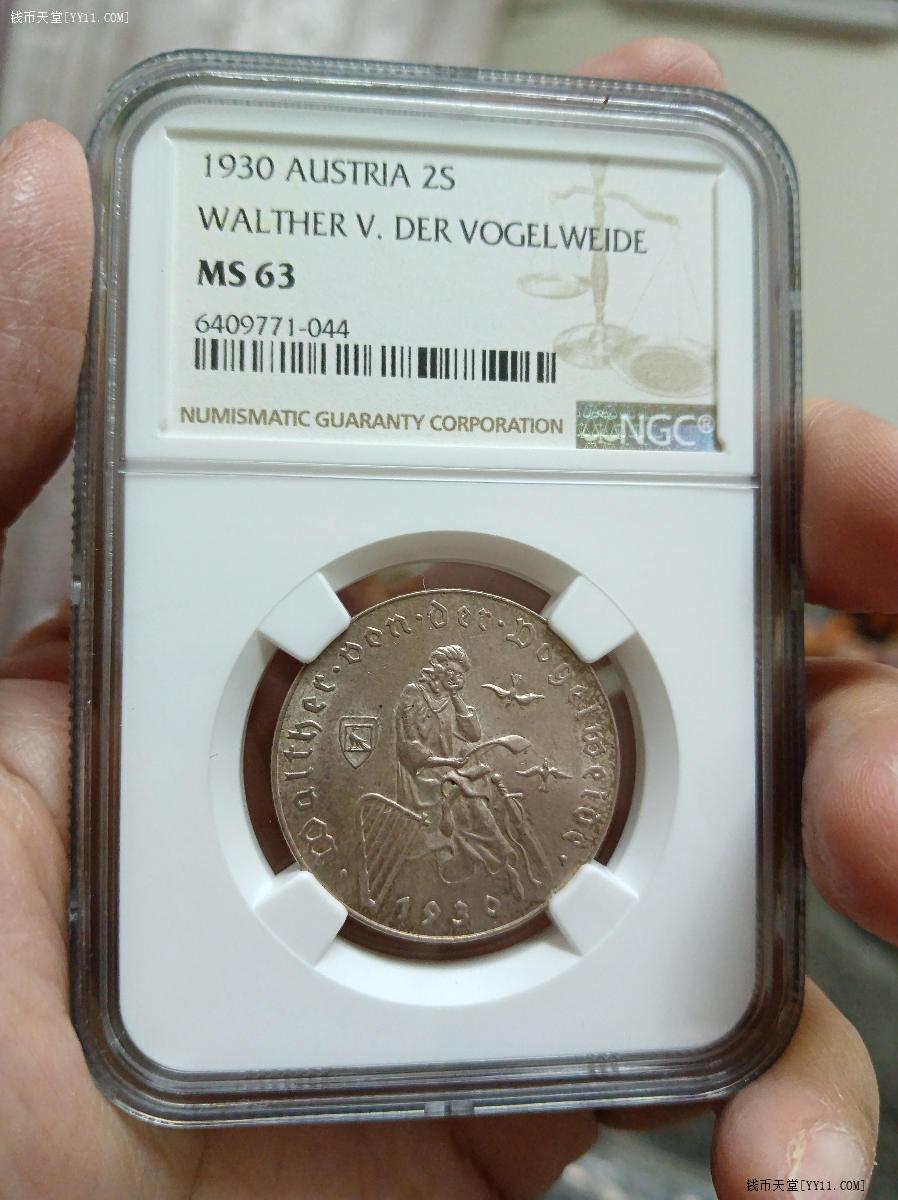 钱币天堂[YY11.COM]
1930 AUSTRIA 2S
WALTHER V. DER VOGELWEIDE
MS 63
6409771-044
NUMISMATIC GUARANTY CORPORATION
NGC®
Walther·von·der·Vogelweide·
1930
钱币天堂[YY11.COM]